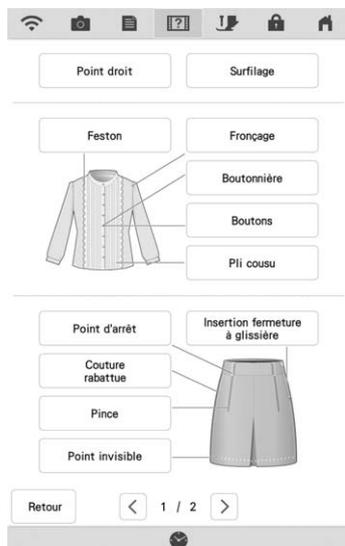 Point droit
Surfilage
Feston
Fronçage
Boutonnière
Boutons
Pli cousu
Point d'arrêt
Insertion fermeture
à glissière
Couture
rabattue
Pince
Point invisible
Retour
1 / 2